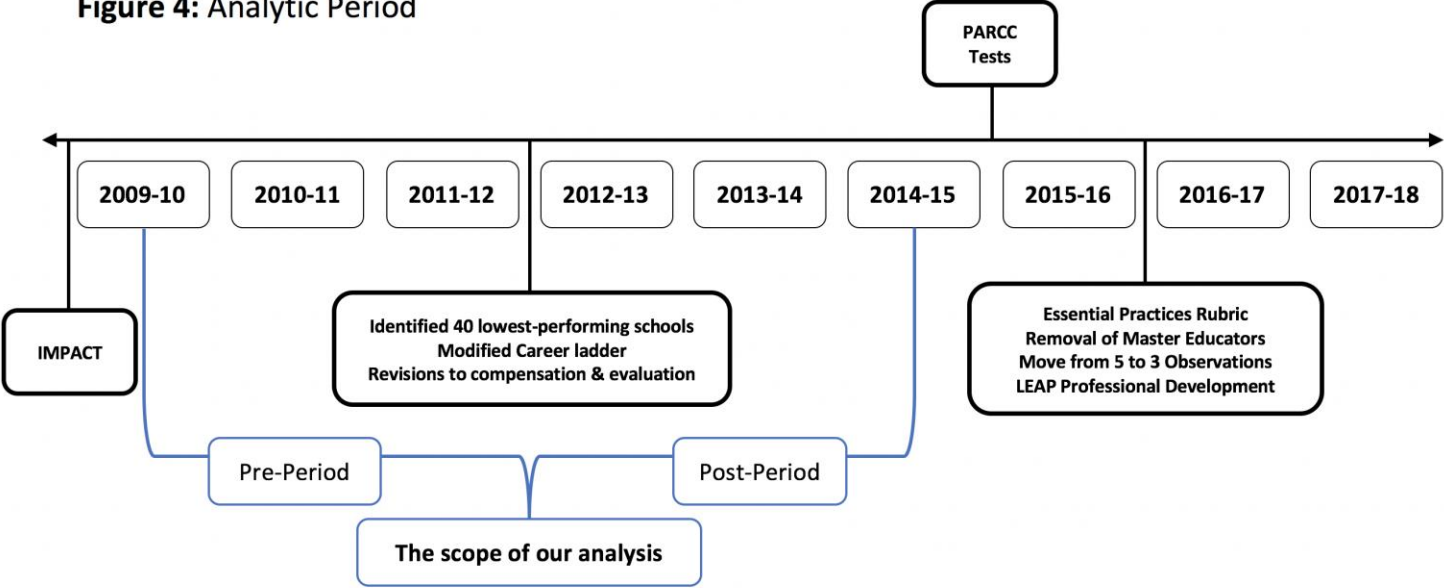 Figure 4: Analytic Period
PARCC
Tests
2009-10
2010-11
2011-12
2012-13
2013-14
2014-15
2015-16
2016-17
2017-18
IMPACT
Identified 40 lowest-performing schools
Modified Career ladder
Revisions to compensation & evaluation
Essential Practices Rubric
Removal of Master Educators
Move from 5 to 3 Observations
LEAP Professional Development
Pre-Period
Post-Period
The scope of our analysis